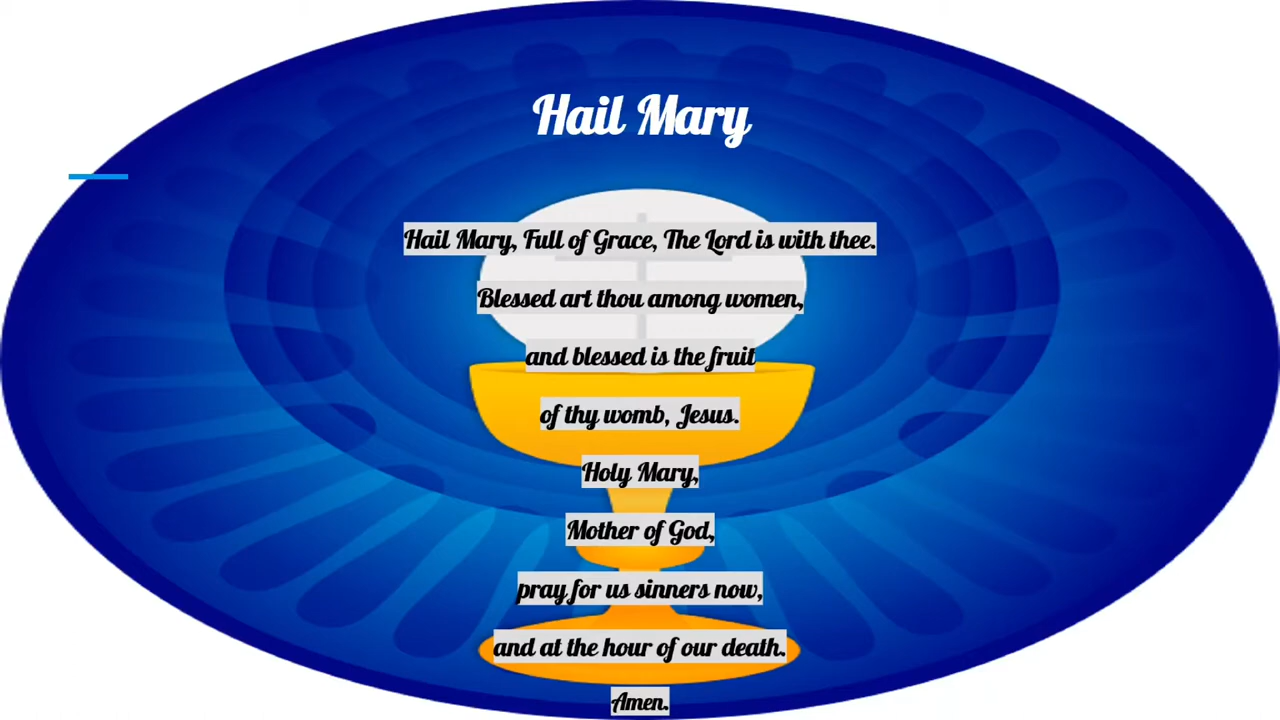 Hail Mary
Hail Mary, Full of Grace, The Lord is with thee.
Blessed art thou among women,
and blessed is the fruit
of thy womb, Jesus.
Holy Mary,
Mother of God,
pray for us sinners now,
and at the hour of our death.
Amen.